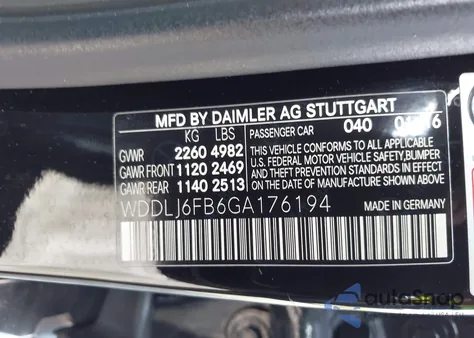 MFD BY DAIMLER AG STUTTGART
KG LBS PASSENGER CAR 040
GVWR 2260 4982 THIS VEHICLE CONFORMS TO ALL APPLICABLE
GAWR FRONT 1120 2469 U.S. FEDERAL MOTOR VEHICLE SAFETY, BUMPER
GAWR REAR 1140 2513 AND THEFT PREVENTION STANDARDS IN EFFECT
ON THE DATE OF MANUFACTURE SHOWN ABOVE.
WDDLJ6FB6GA176194 MADE IN GERMANY
autoSnap